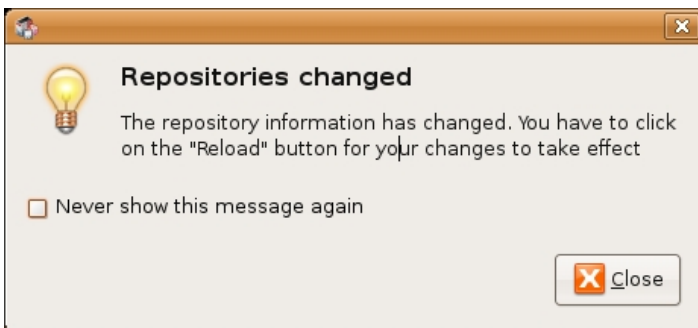 Repositories changed
The repository information has changed. You have to click
on the "Reload" button for your changes to take effect
Never show this message again
Close